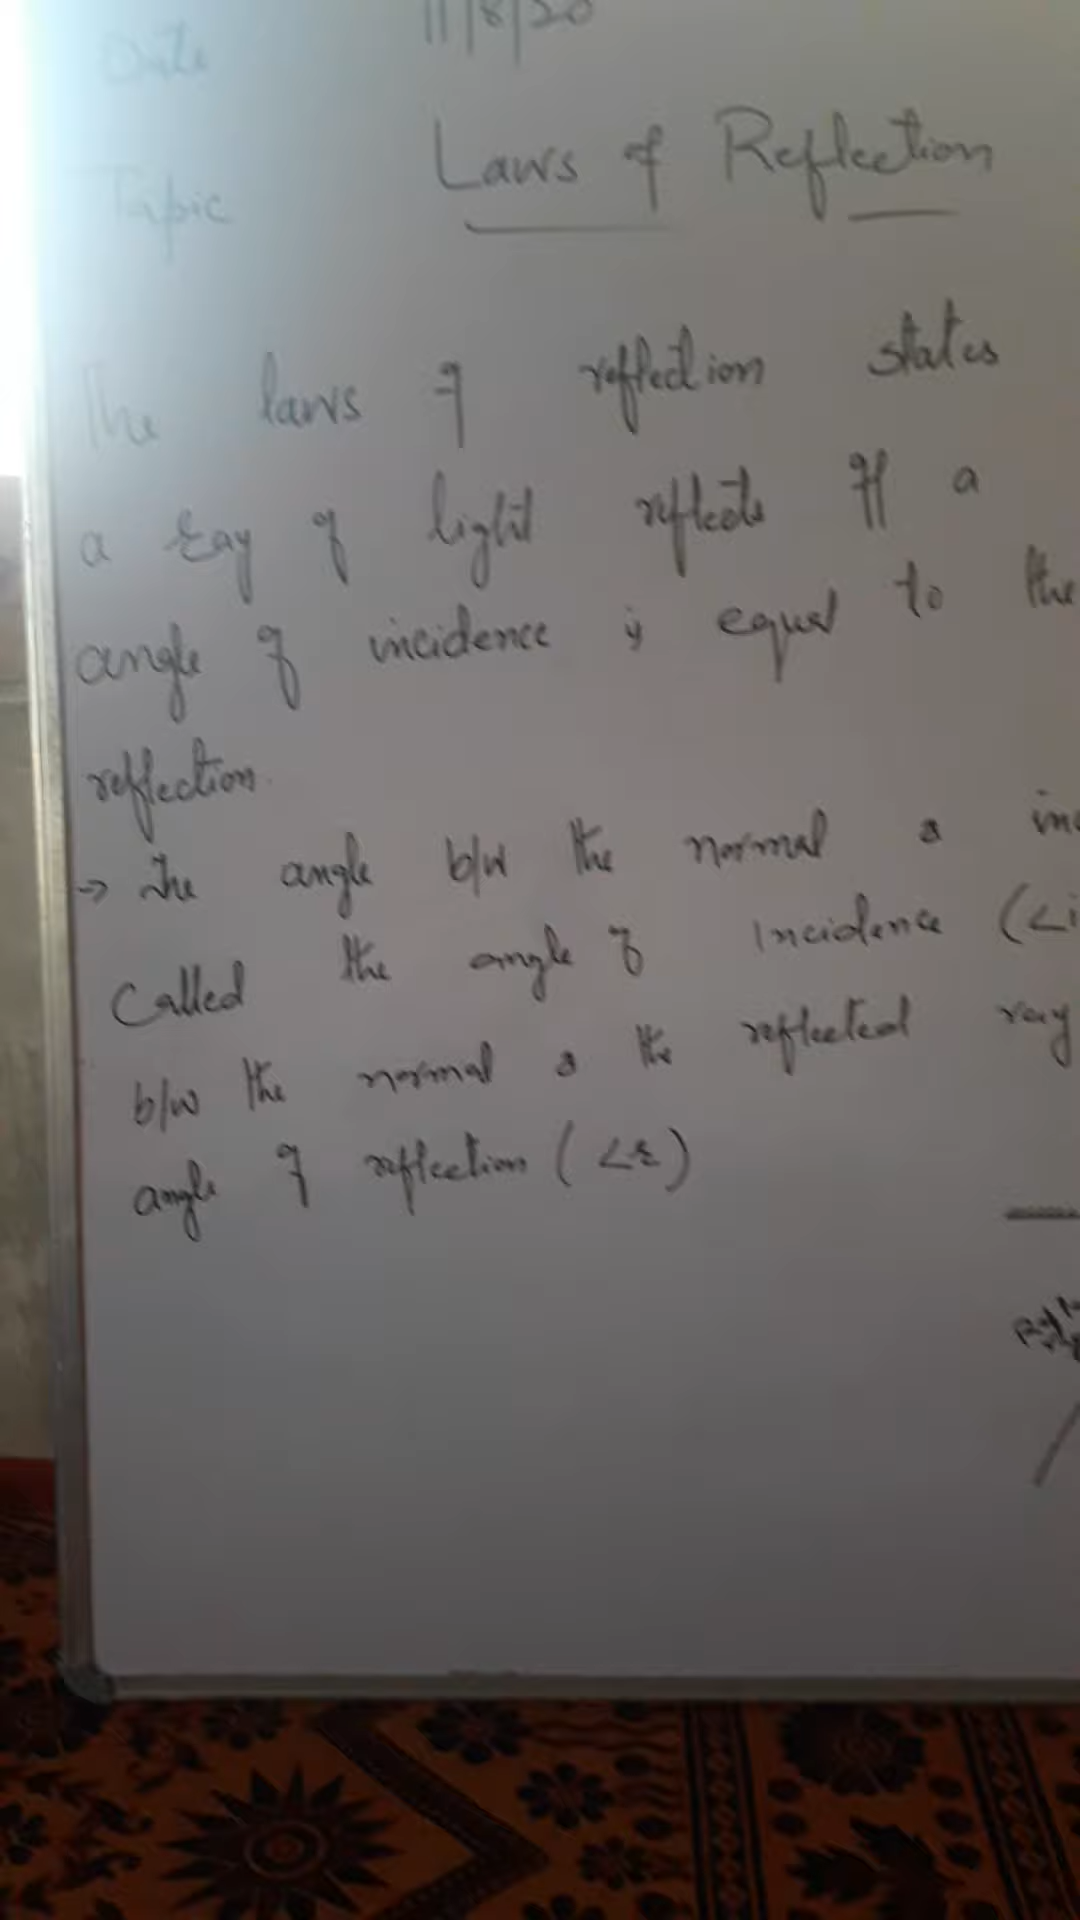 Date 11/8/20
Topic Laws of Reflection
The laws of reflection states
a ray of light reflects off a
angle of incidence is equal to the
reflection.
→ The angle b/w the normal &
Called the angle of Incidence (∠i
b/w the normal & the reflected ray
angle of reflection (∠r)